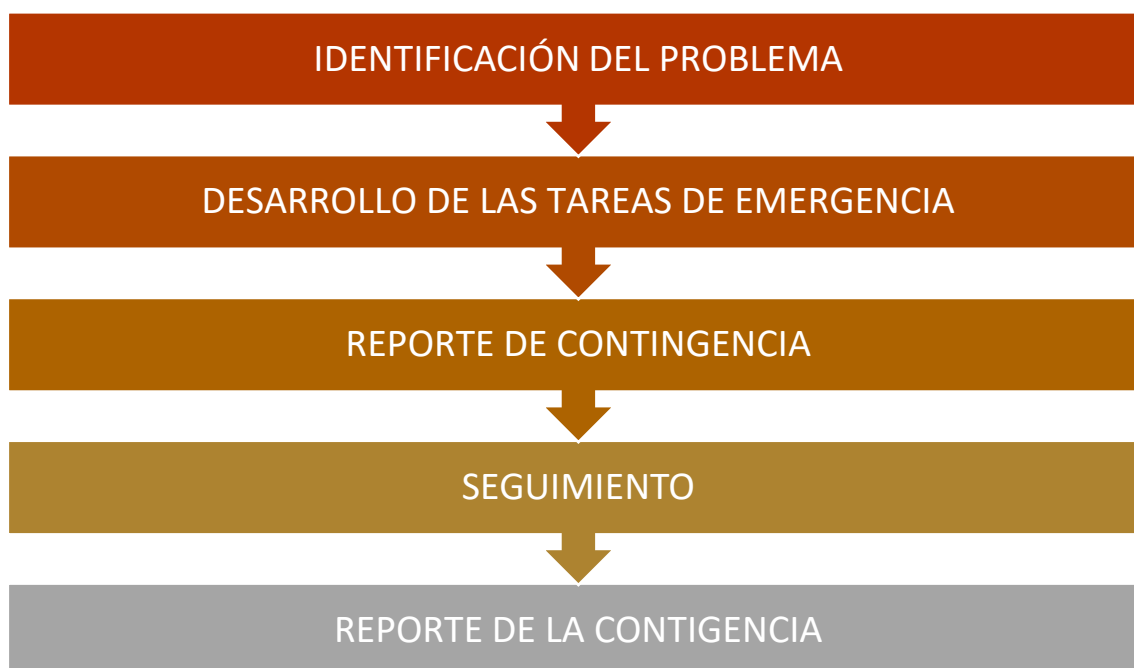 IDENTIFICACIÓN DEL PROBLEMA
DESARROLLO DE LAS TAREAS DE EMERGENCIA
REPORTE DE CONTINGENCIA
SEGUIMIENTO
REPORTE DE LA CONTIGENCIA